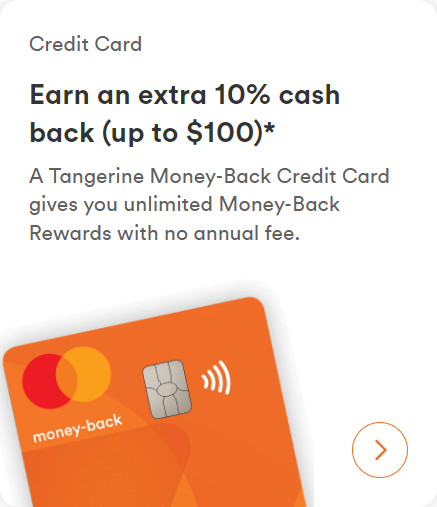 Credit Card
Earn an extra 10% cash
back (up to $100)*
A Tangerine Money-Back Credit Card
gives you unlimited Money-Back
Rewards with no annual fee.
money-back